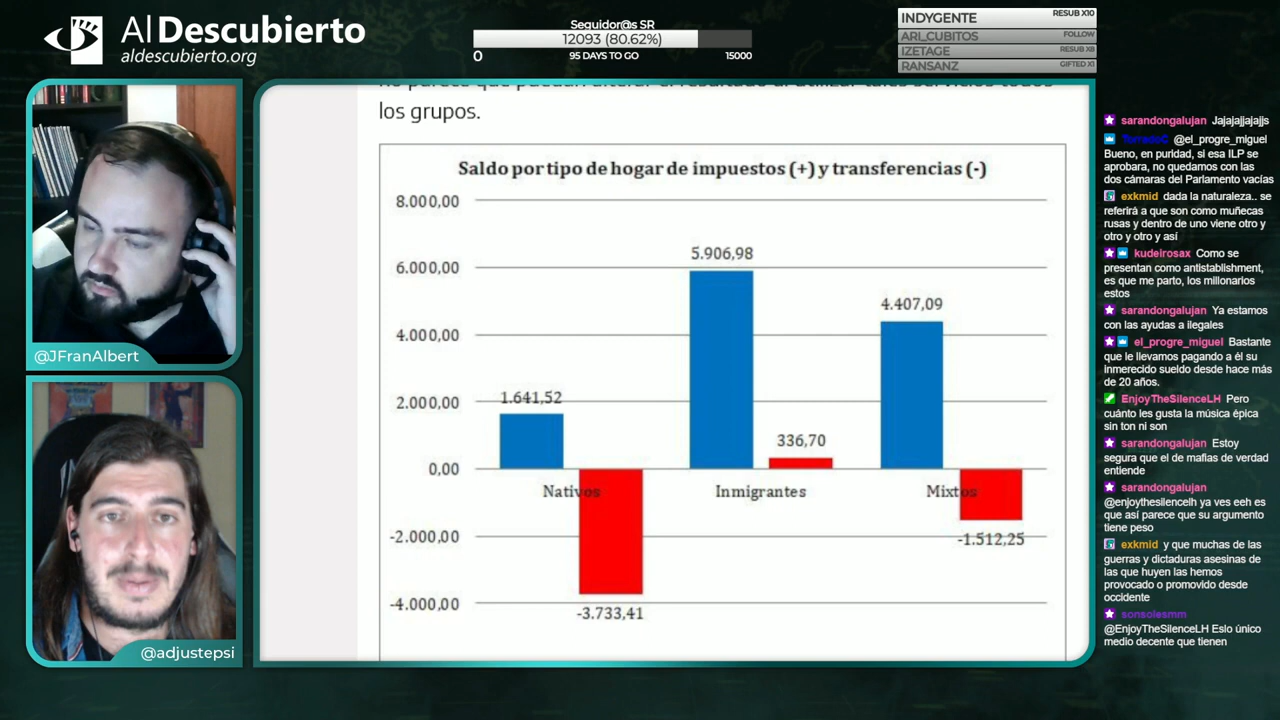 Al Descubierto
aldescubierto.org
Seguidor@s SR
12093 (80.62%)
0
95 DAYS TO GO
15000
INDYGENTE
RESUB X10
ARI_CUBITOS
FOLLOW
IZETAGE
RESUB X8
RANSANZ
GIFTED X1
@JFranAlbert
@adjustepsi
los grupos.
Saldo por tipo de hogar de impuestos (+) y transferencias (-)
8.000,00
6.000,00
4.000,00
2.000,00
0,00
-2.000,00
-4.000,00
1.641,52
5.906,98
4.407,09
336,70
Nativos
Inmigrantes
Mixtos
-3.733,41
-1.512,25
sarandongalujan Jajajajjajajjs
TorradoC @el_progre_miguel
Bueno, en puridad, si esa ILP se
aprobara, no quedamos con las
dos cámaras del Parlamento vacías
exkmid dada la naturaleza.. se
referirá a que son como muñecas
rusas y dentro de uno viene otro y
otro y otro y así
kudeirosax Como se
presentan como antistablishment,
es que me parto, los millonarios
estos
sarandongalujan Ya estamos
con las ayudas a ilegales
el_progre_miguel Bastante
que le llevamos pagando a él su
inmerecido sueldo desde hace más
de 20 años.
EnjoyTheSilenceLH Pero
cuánto les gusta la música épica
sin ton ni son
sarandongalujan Estoy
segura que el de mafias de verdad
entiende
sarandongalujan
@enjoythesilencelh ya ves eeh es
que así parece que su argumento
tiene peso
exkmid y que muchas de las
guerras y dictaduras asesinas de
las que huyen las hemos
provocado o promovido desde
occidente
sonsolesmm
@EnjoyTheSilenceLH Eslo único
medio decente que tienen